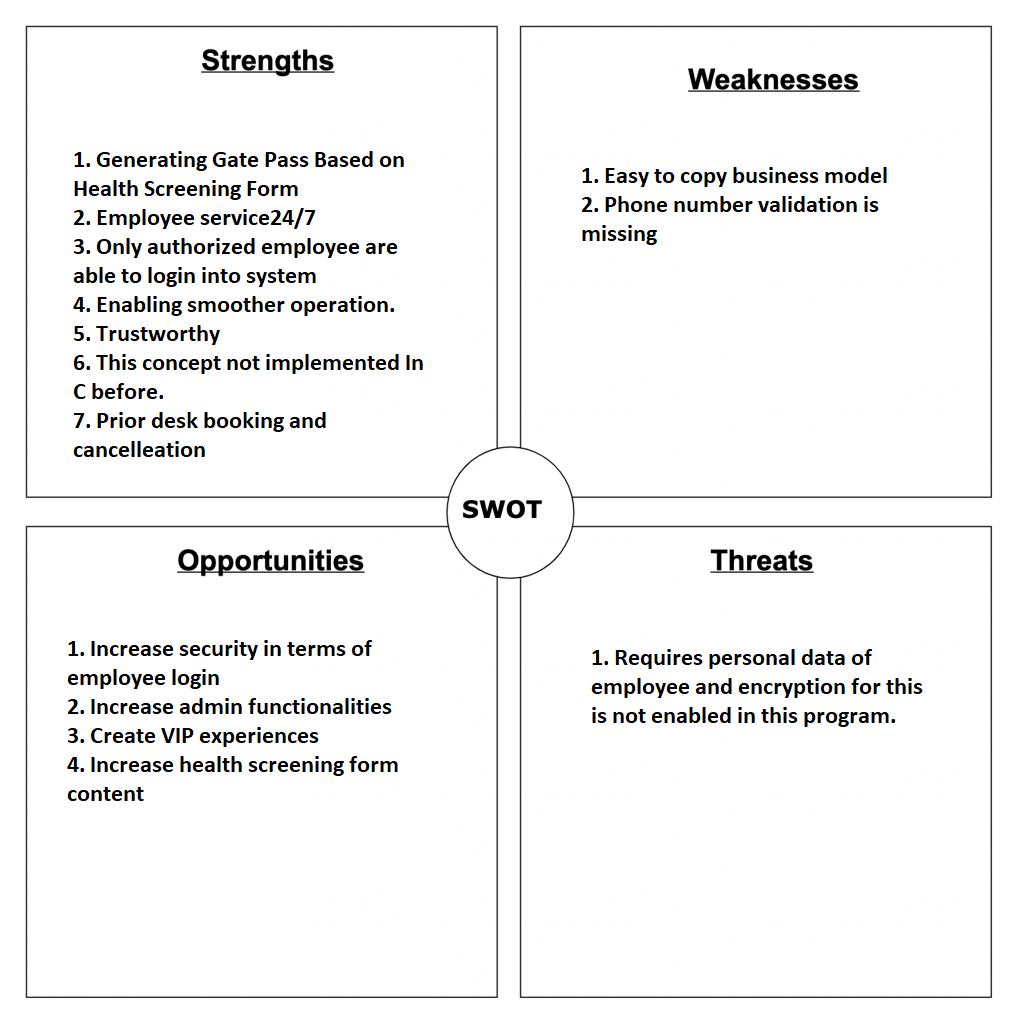 Strengths
1. Generating Gate Pass Based on
Health Screening Form
2. Employee service24/7
3. Only authorized employee are
able to login into system
4. Enabling smoother operation.
5. Trustworthy
6. This concept not implemented In
C before.
7. Prior desk booking and
cancelleation
Weaknesses
1. Easy to copy business model
2. Phone number validation is
missing
SWOT
Opportunities
1. Increase security in terms of
employee login
2. Increase admin functionalities
3. Create VIP experiences
4. Increase health screening form
content
Threats
1. Requires personal data of
employee and encryption for this
is not enabled in this program.